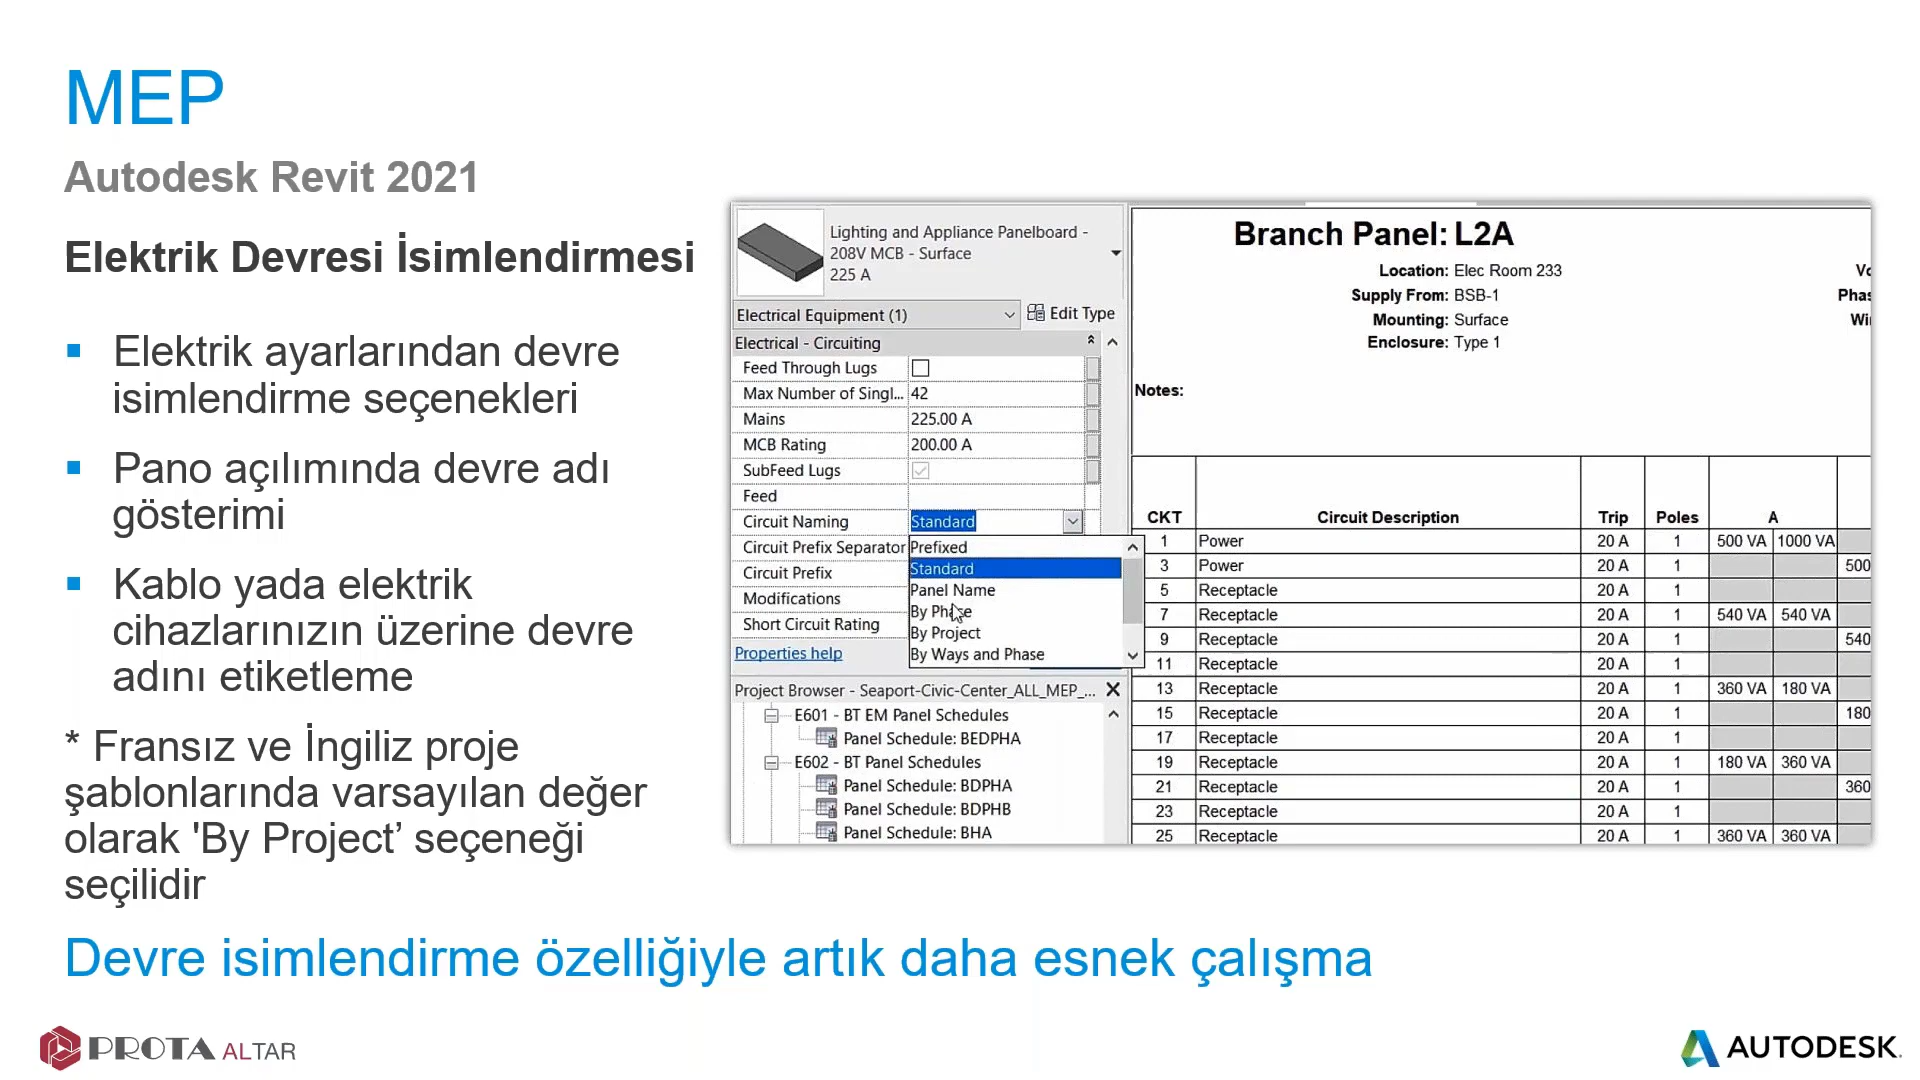 MEP
Autodesk Revit 2021
Elektrik Devresi İsimlendirmesi
Elektrik ayarlarından devre
isimlendirme seçenekleri
Pano açılımında devre adı
gösterimi
Kablo yada elektrik
cihazlarınızın üzerine devre
adını etiketleme
* Fransız ve İngiliz proje
şablonlarında varsayılan değer
olarak 'By Project’ seçeneği
seçilidir
Devre isimlendirme özelliğiyle artık daha esnek çalışma
Lighting and Appliance Panelboard -
208V MCB - Surface
225 A
Electrical Equipment (1)
Edit Type
Electrical - Circuiting
Feed Through Lugs
Max Number of Singl... 42
Mains 225.00 A
MCB Rating 200.00 A
SubFeed Lugs
Feed
Circuit Naming Standard
Circuit Prefix Separator
Circuit Prefix
Modifications
Short Circuit Rating
Properties help
Prefixed
Standard
Panel Name
By Phase
By Project
By Ways and Phase
Project Browser - Seaport-Civic-Center_ALL_MEP_...
E601 - BT EM Panel Schedules
Panel Schedule: BEDPHA
E602 - BT Panel Schedules
Panel Schedule: BDPHA
Panel Schedule: BDPHB
Panel Schedule: BHA
Branch Panel: L2A
Location: Elec Room 233
Supply From: BSB-1
Mounting: Surface
Enclosure: Type 1
Notes:
CKT Circuit Description Trip Poles A
1 Power 20 A 1 500 VA 1000 VA
3 Power 20 A 1 500
5 Receptacle 20 A 1
7 Receptacle 20 A 1 540 VA 540 VA
9 Receptacle 20 A 1 540
11 Receptacle 20 A 1
13 Receptacle 20 A 1 360 VA 180 VA
15 Receptacle 20 A 1 180
17 Receptacle 20 A 1
19 Receptacle 20 A 1 180 VA 360 VA
21 Receptacle 20 A 1 360
23 Receptacle 20 A 1
25 Receptacle 20 A 1 360 VA 360 VA
PROTA ALTAR
AUTODESK.